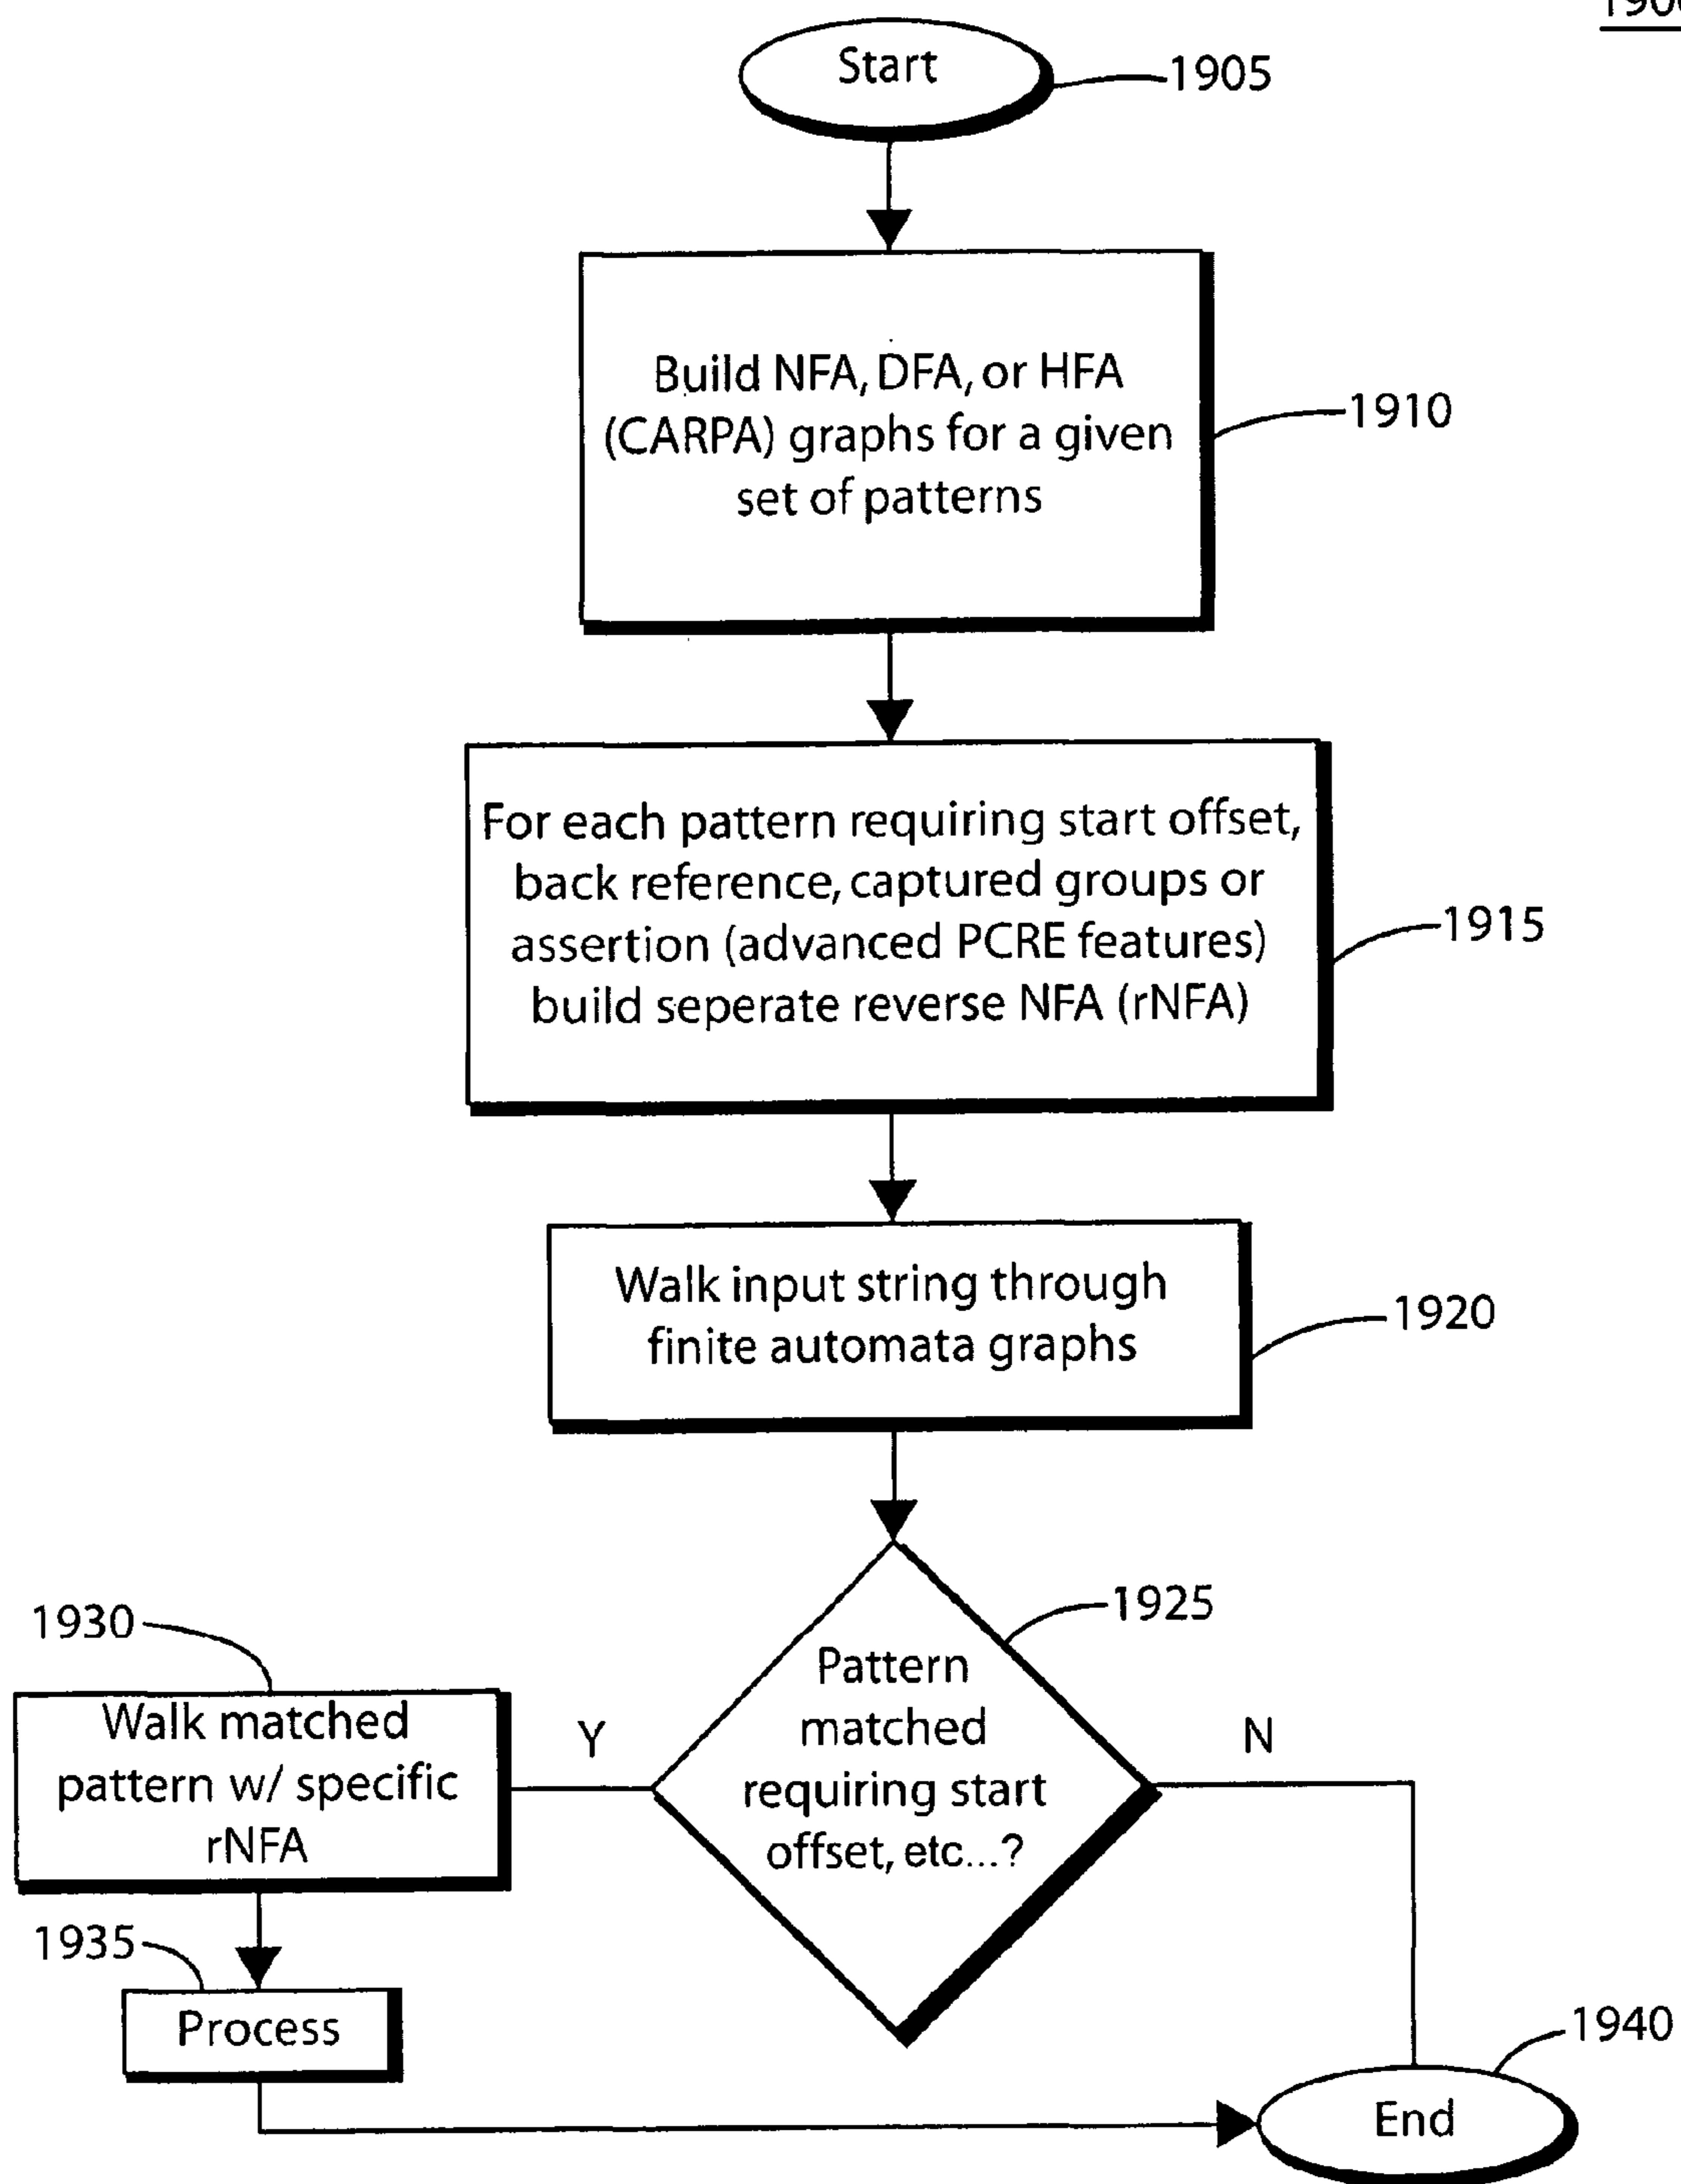 Start
1905
Build NFA, DFA, or HFA
(CARPA) graphs for a given
set of patterns
1910
For each pattern requiring start offset,
back reference, captured groups or
assertion (advanced PCRE features)
build seperate reverse NFA (rNFA)
1915
Walk input string through
finite automata graphs
1920
Pattern
matched
requiring start
offset, etc...?
1925
Y
N
1930
Walk matched
pattern w/ specific
rNFA
1935
Process
1940
End